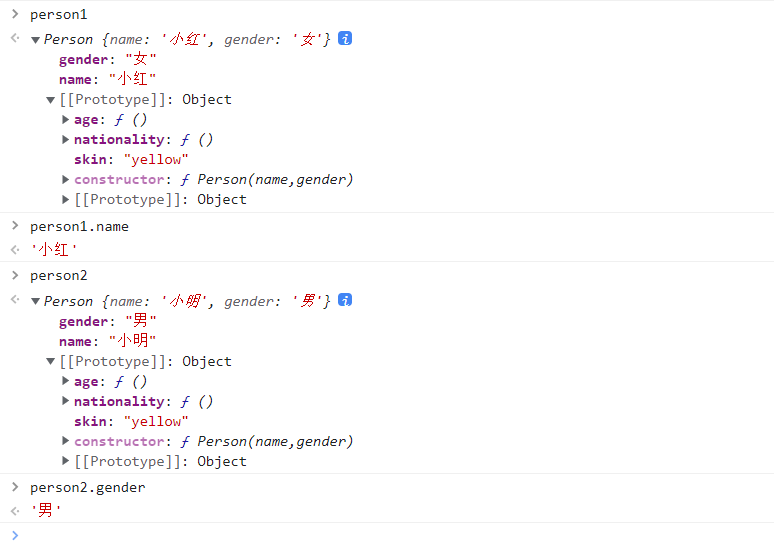 person1
Person {name: '小红', gender: '女'}
gender: "女"
name: "小红"
[[Prototype]]: Object
age: ƒ ()
nationality: ƒ ()
skin: "yellow"
constructor: ƒ Person(name,gender)
[[Prototype]]: Object
person1.name
'小红'
person2
Person {name: '小明', gender: '男'}
gender: "男"
name: "小明"
[[Prototype]]: Object
age: ƒ ()
nationality: ƒ ()
skin: "yellow"
constructor: ƒ Person(name,gender)
[[Prototype]]: Object
person2.gender
'男'